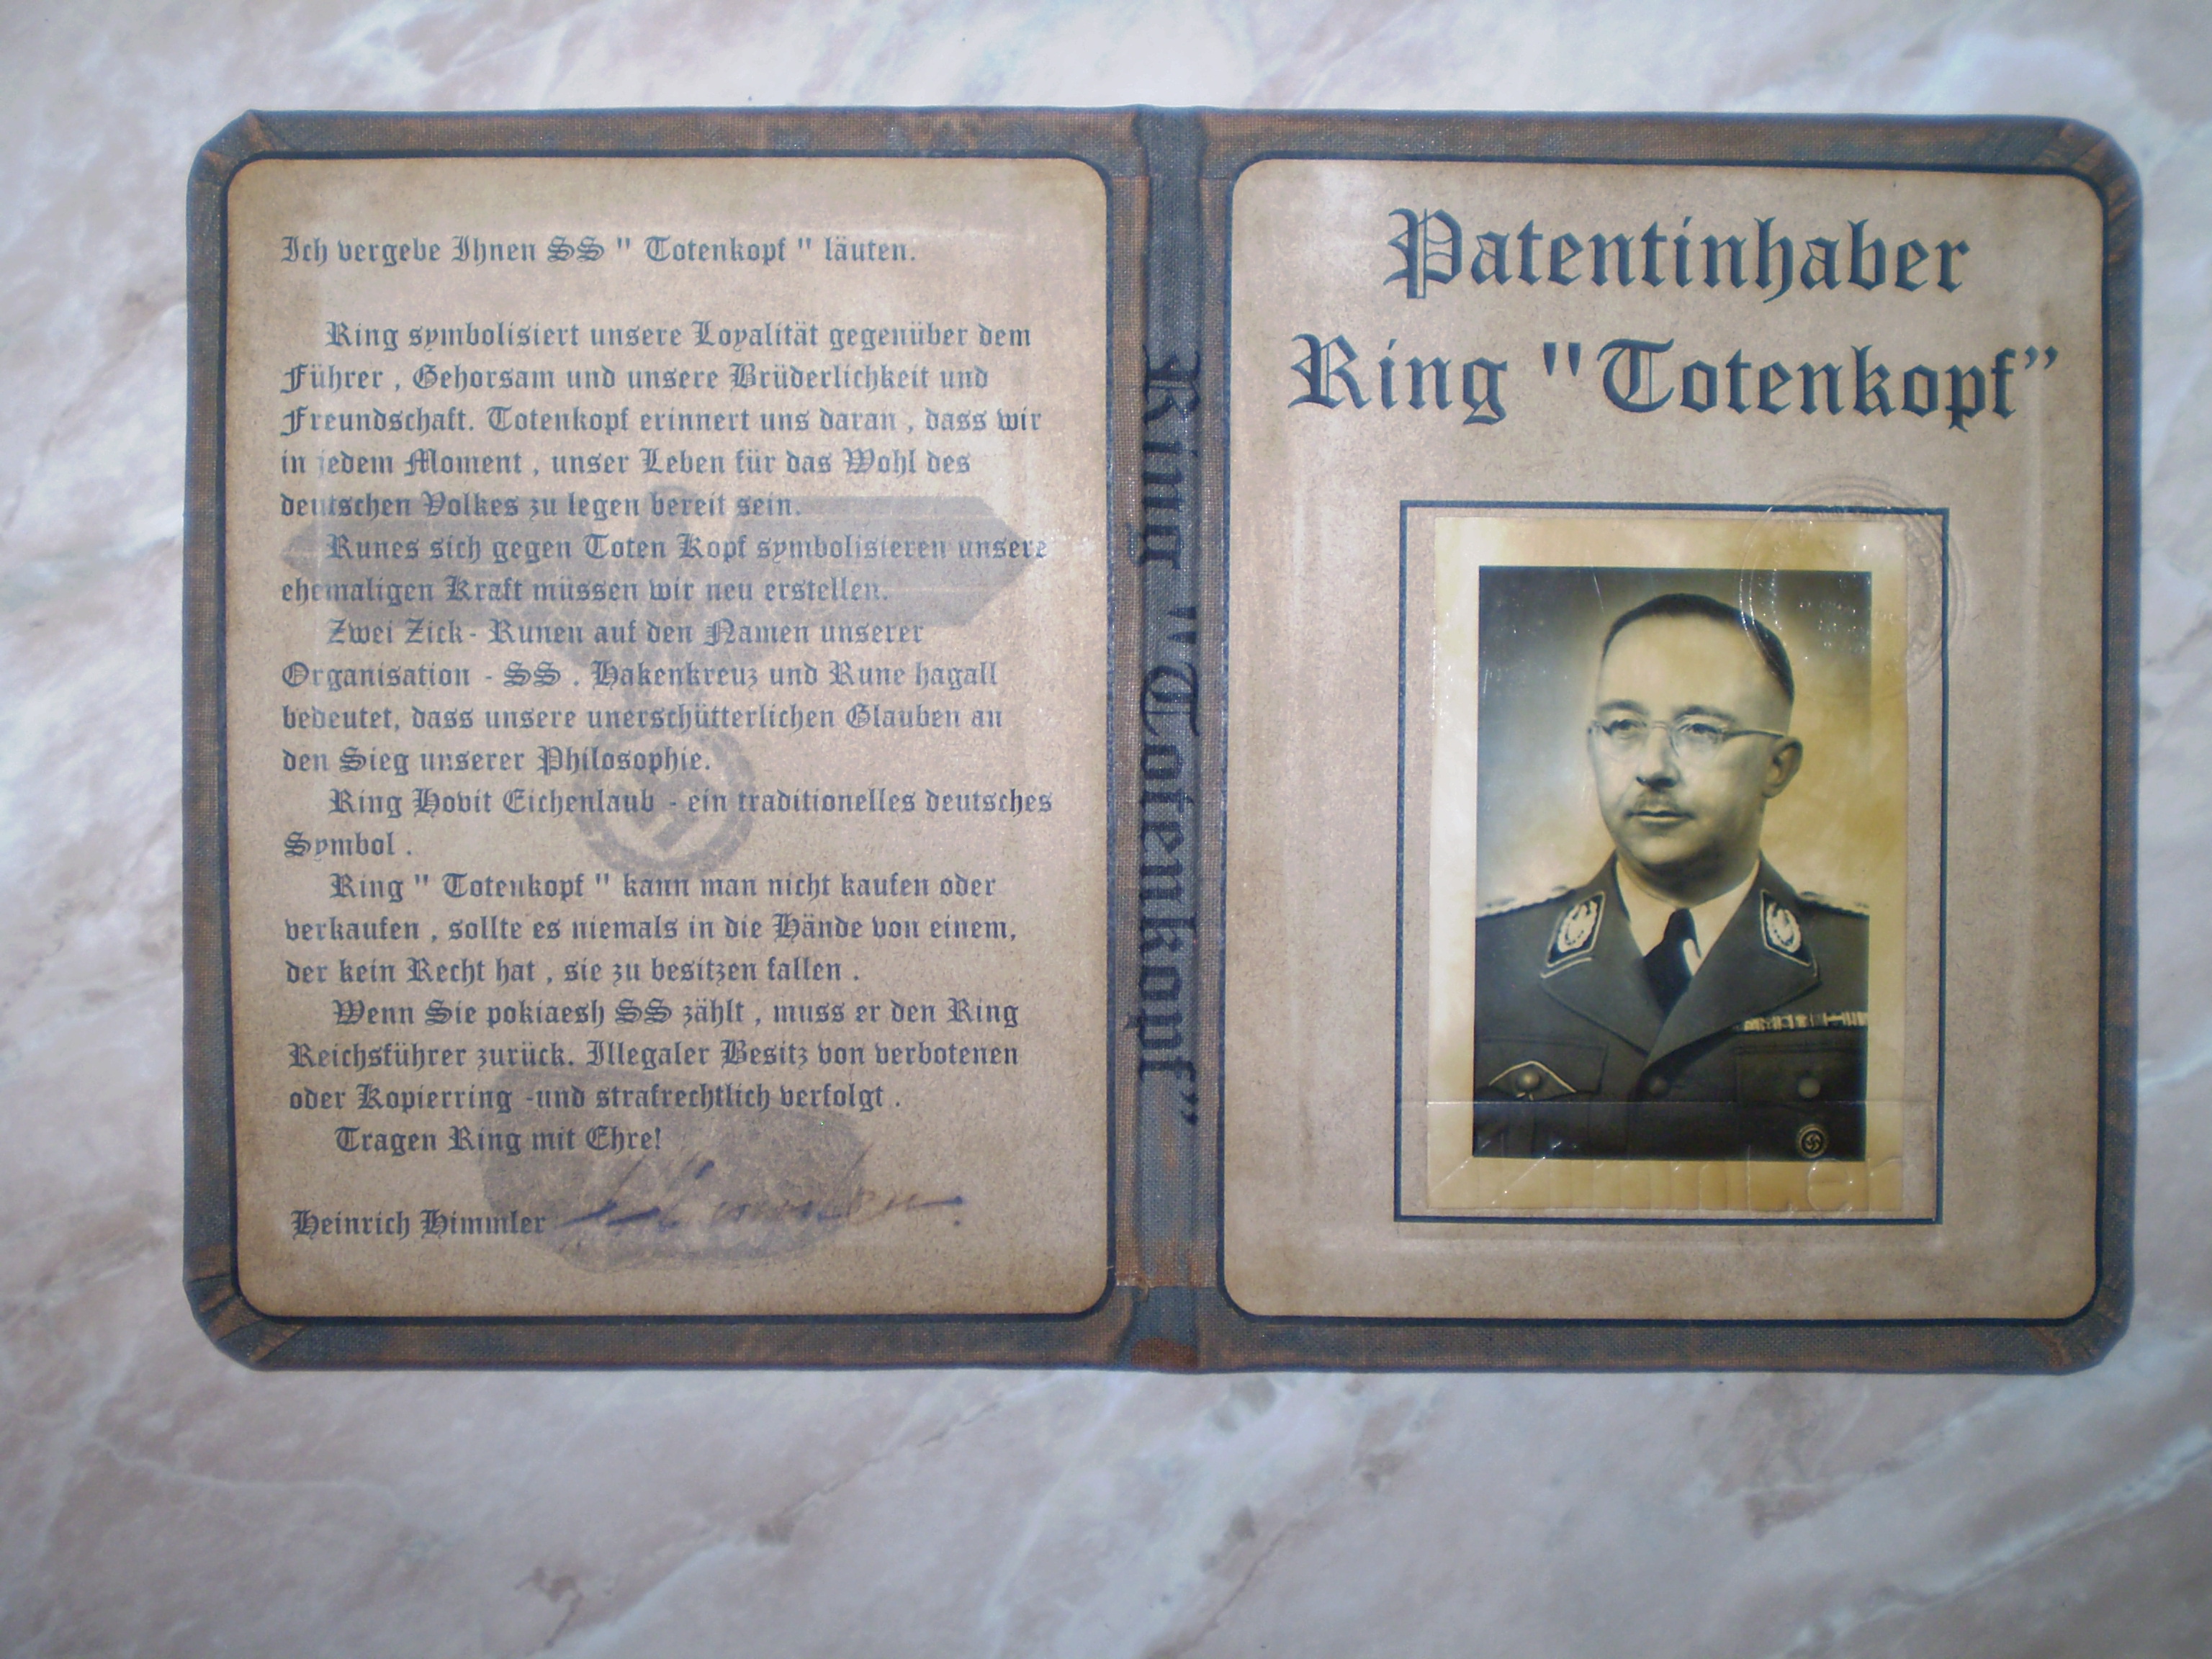 Ich vergebe Ihnen SS " Totenkopf " läuten.
Ring symbolisiert unsere Loyalität gegenüber dem
Führer , Gehorsam und unsere Brüderlichkeit und
Freundschaft. Totenkopf erinnert uns daran , dass wir
in jedem Moment , unser Leben für das Wohl des
deutschen Volkes zu legen bereit sein.
Runes sich gegen Toten Kopf symbolisieren unsere
ehemaligen Kraft müssen wir neu erstellen.
Zwei Zick- Runen auf den Namen unserer
Organisation - SS . Hakenkreuz und Rune hagall
bedeutet, dass unsere unerschütterlichen Glauben an
den Sieg unserer Philosophie.
Ring Hovit Eichenlaub - ein traditionelles deutsches
Symbol .
Ring " Totenkopf " kann man nicht kaufen oder
verkaufen , sollte es niemals in die Hände von einem,
der kein Recht hat , sie zu besitzen fallen .
Wenn Sie pokiaesh SS zählt , muss er den Ring
Reichsführer zurück. Illegaler Besitz von verbotenen
oder Kopierring -und strafrechtlich verfolgt .
Tragen Ring mit Ehre!
Heinrich Himmler
Ring "Totenkopf"
Patentinhaber
Ring "Totenkopf"